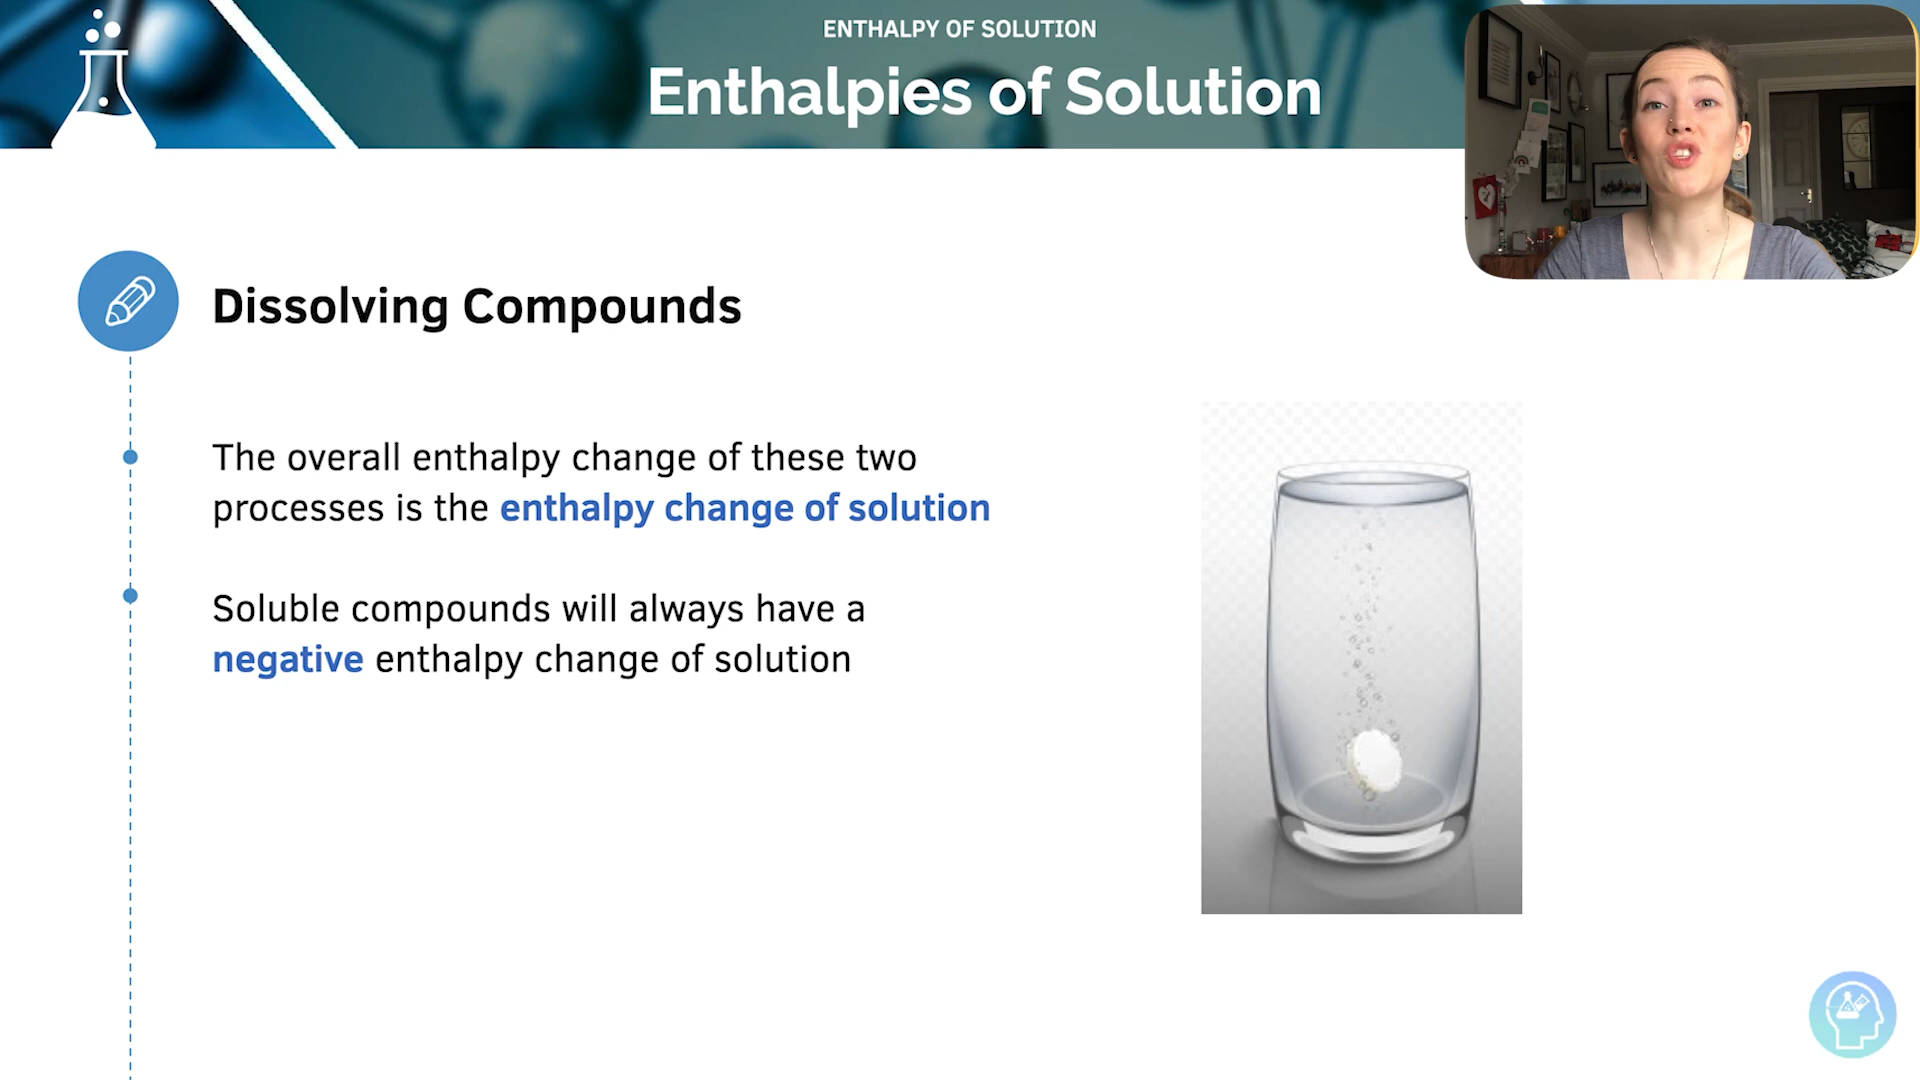 ENTHALPY OF SOLUTION
Enthalpies of Solution
Dissolving Compounds
The overall enthalpy change of these two
processes is the enthalpy change of solution
Soluble compounds will always have a
negative enthalpy change of solution